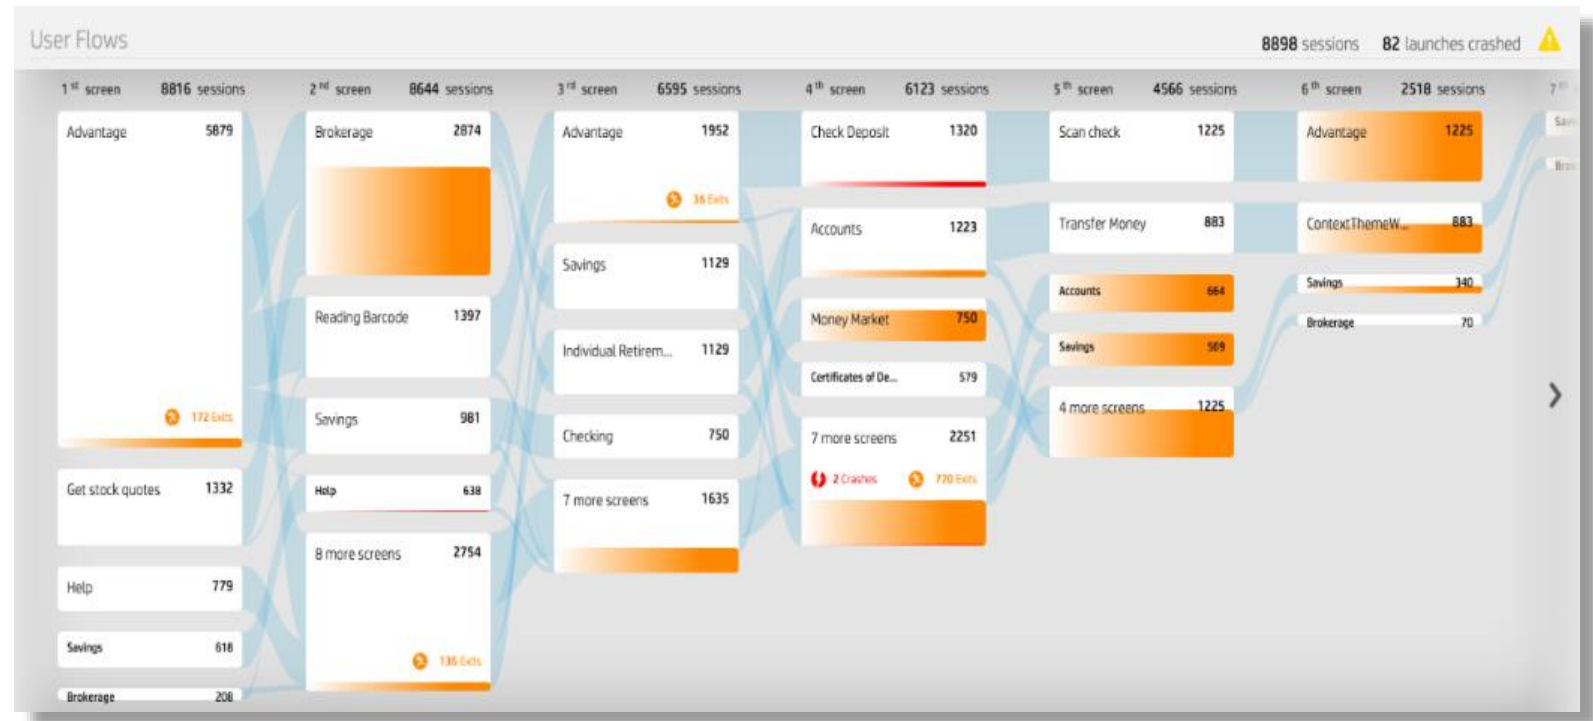 User Flows
8898 sessions 82 launches crashed
1st screen 8816 sessions
Advantage 5879
172 Exits
Get stock quotes 1332
Help 779
Savings 618
Brokerage 208
2nd screen 8644 sessions
Brokerage 2874
Reading Barcode 1397
Savings 981
Help 638
8 more screens 2754
136 Exits
3rd screen 6595 sessions
Advantage 1952
36 Exits
Savings 1129
Individual Retirem... 1129
Checking 750
7 more screens 1635
4th screen 6123 sessions
Check Deposit 1320
Accounts 1223
Money Market 750
Certificates of De... 579
7 more screens 2251
2 Crashes 770 Exits
5th screen 4566 sessions
Scan check 1225
Transfer Money 883
Accounts 664
Savings 569
4 more screens 1225
6th screen 2518 sessions
Advantage 1225
ContextThemeW... 883
Savings 340
Brokerage 70
7th